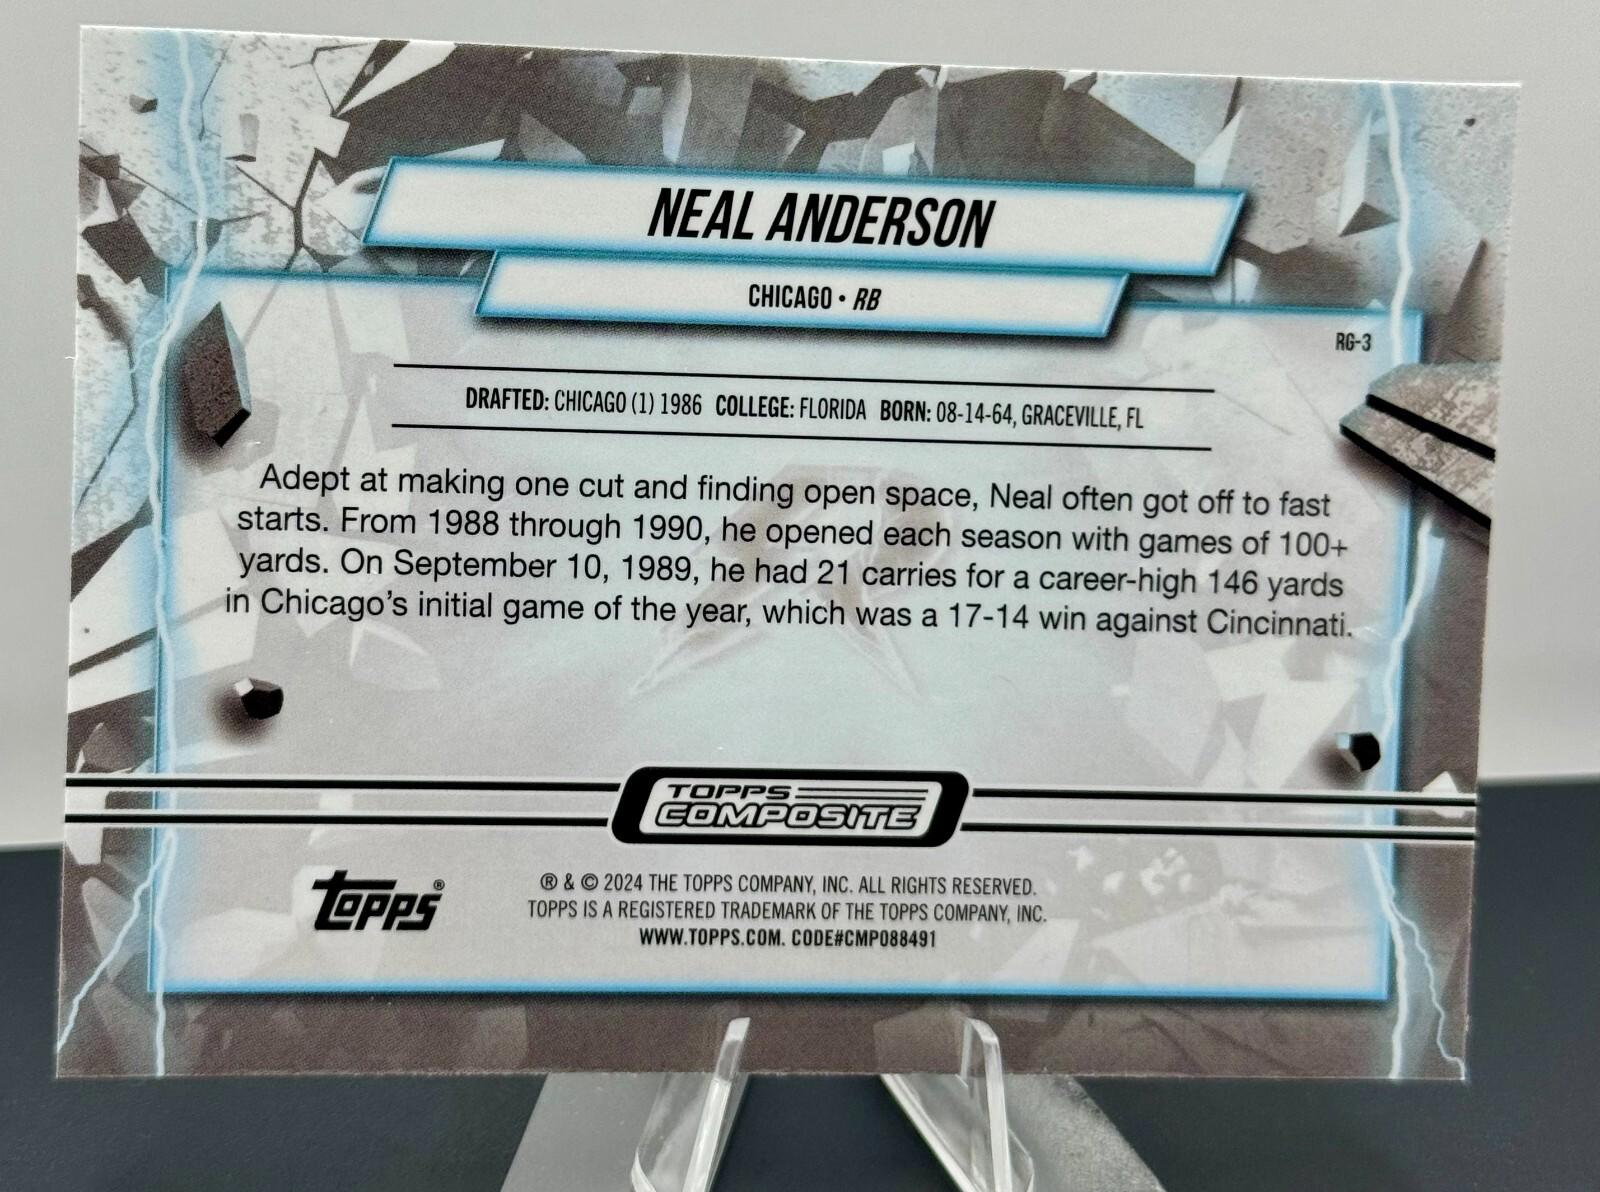 NEAL ANDERSON
CHICAGO • RB
RG-3
DRAFTED: CHICAGO (1) 1986 COLLEGE: FLORIDA BORN: 08-14-64, GRACEVILLE, FL
Adept at making one cut and finding open space, Neal often got off to fast
starts. From 1988 through 1990, he opened each season with games of 100+
yards. On September 10, 1989, he had 21 carries for a career-high 146 yards
in Chicago's initial game of the year, which was a 17-14 win against Cincinnati.
TOPPS
COMPOSITE
Topps®
® & © 2024 THE TOPPS COMPANY, INC. ALL RIGHTS RESERVED.
TOPPS IS A REGISTERED TRADEMARK OF THE TOPPS COMPANY, INC.
WWW.TOPPS.COM. CODE#CMP088491